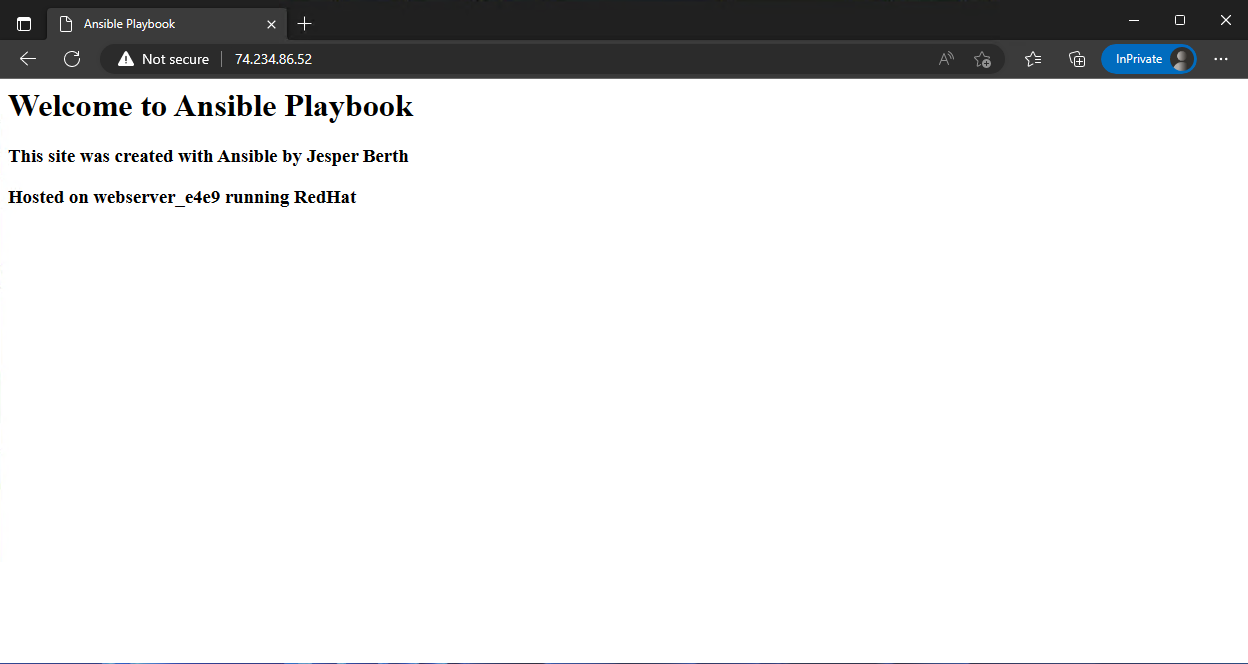 Ansible Playbook
Not secure
74.234.86.52
InPrivate
Welcome to Ansible Playbook
This site was created with Ansible by Jesper Berth
Hosted on webserver_e4e9 running RedHat